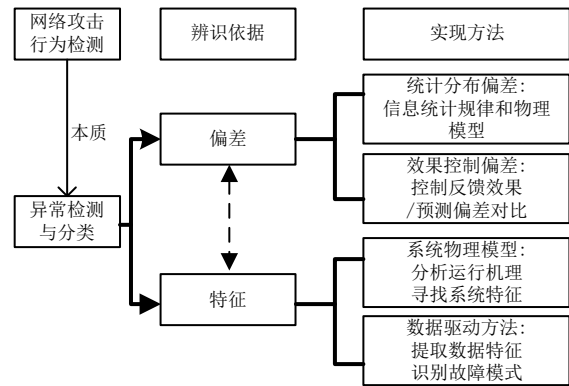 网络攻击
行为检测
辨识依据
实现方法
本质
异常检测
与分类
偏差
特征
统计分布偏差:
信息统计规律和物理
模型
效果控制偏差:
控制反馈效果
/预测偏差对比
系统物理模型:
分析运行机理
寻找系统特征
数据驱动方法:
提取数据特征
识别故障模式